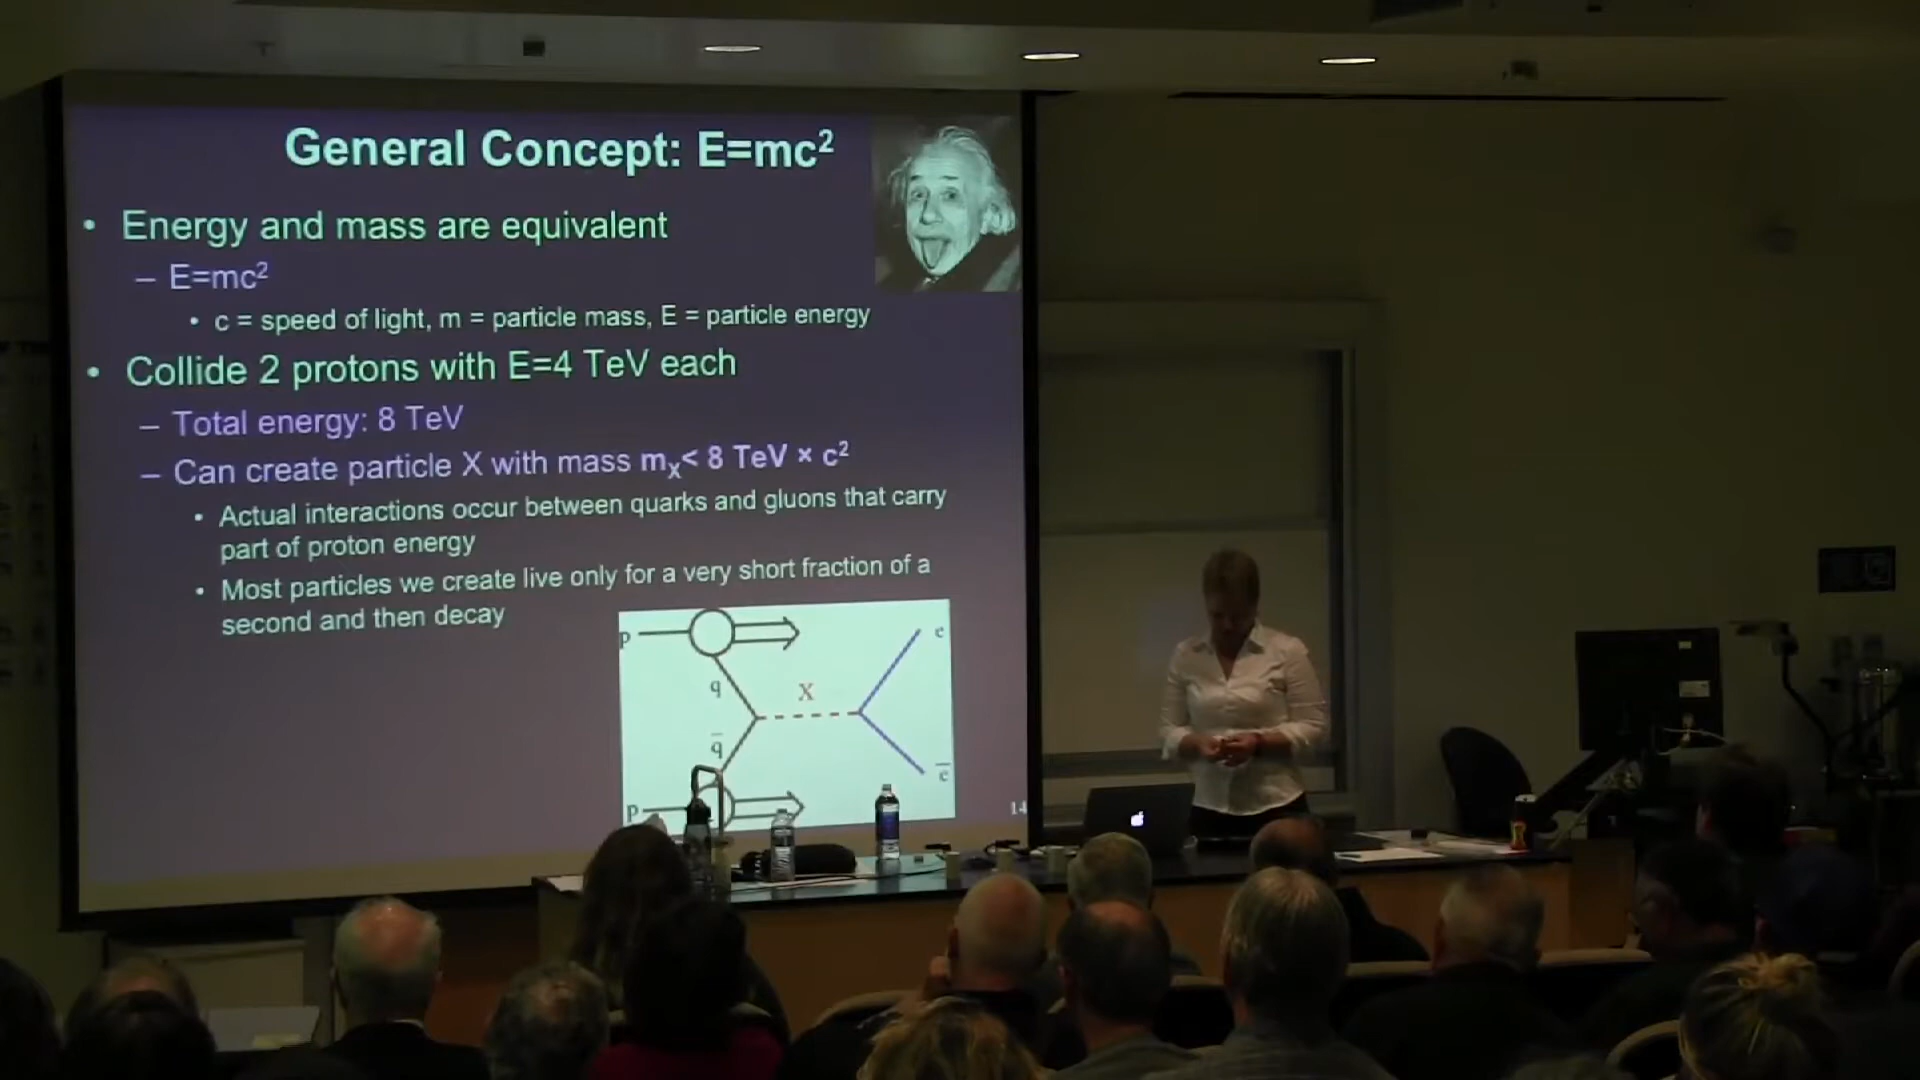 General Concept: E=mc²
• Energy and mass are equivalent
– E=mc²
• c = speed of light, m = particle mass, E = particle energy
• Collide 2 protons with E=4 TeV each
– Total energy: 8 TeV
– Can create particle X with mass mₓ< 8 TeV × c²
• Actual interactions occur between quarks and gluons that carry
part of proton energy
• Most particles we create live only for a very short fraction of a
second and then decay
p
e
q
X
q̅
e̅
p
14